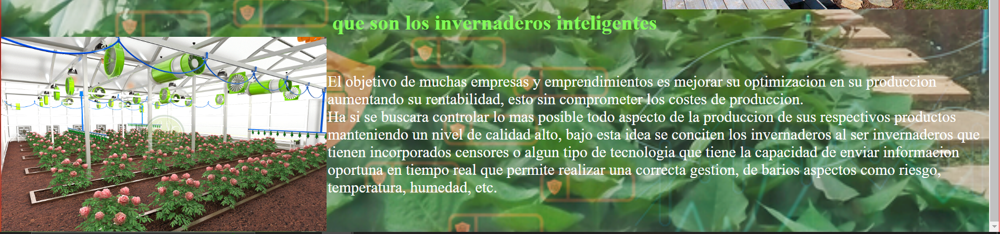 que son los invernaderos inteligentes
El objetivo de muchas empresas y emprendimientos es mejorar su optimizacion en su produccion
aumentando su rentabilidad, esto sin comprometer los costes de produccion.
Ha si se buscara controlar lo mas posible todo aspecto de la produccion de sus respectivos productos
manteniendo un nivel de calidad alto, bajo esta idea se conciten los invernaderos al ser invernaderos que
tienen incorporados censores o algun tipo de tecnologia que tiene la capacidad de enviar informacion
oportuna en tiempo real que permite realizar una correcta gestion, de barios aspectos como riesgo,
temperatura, humedad, etc.